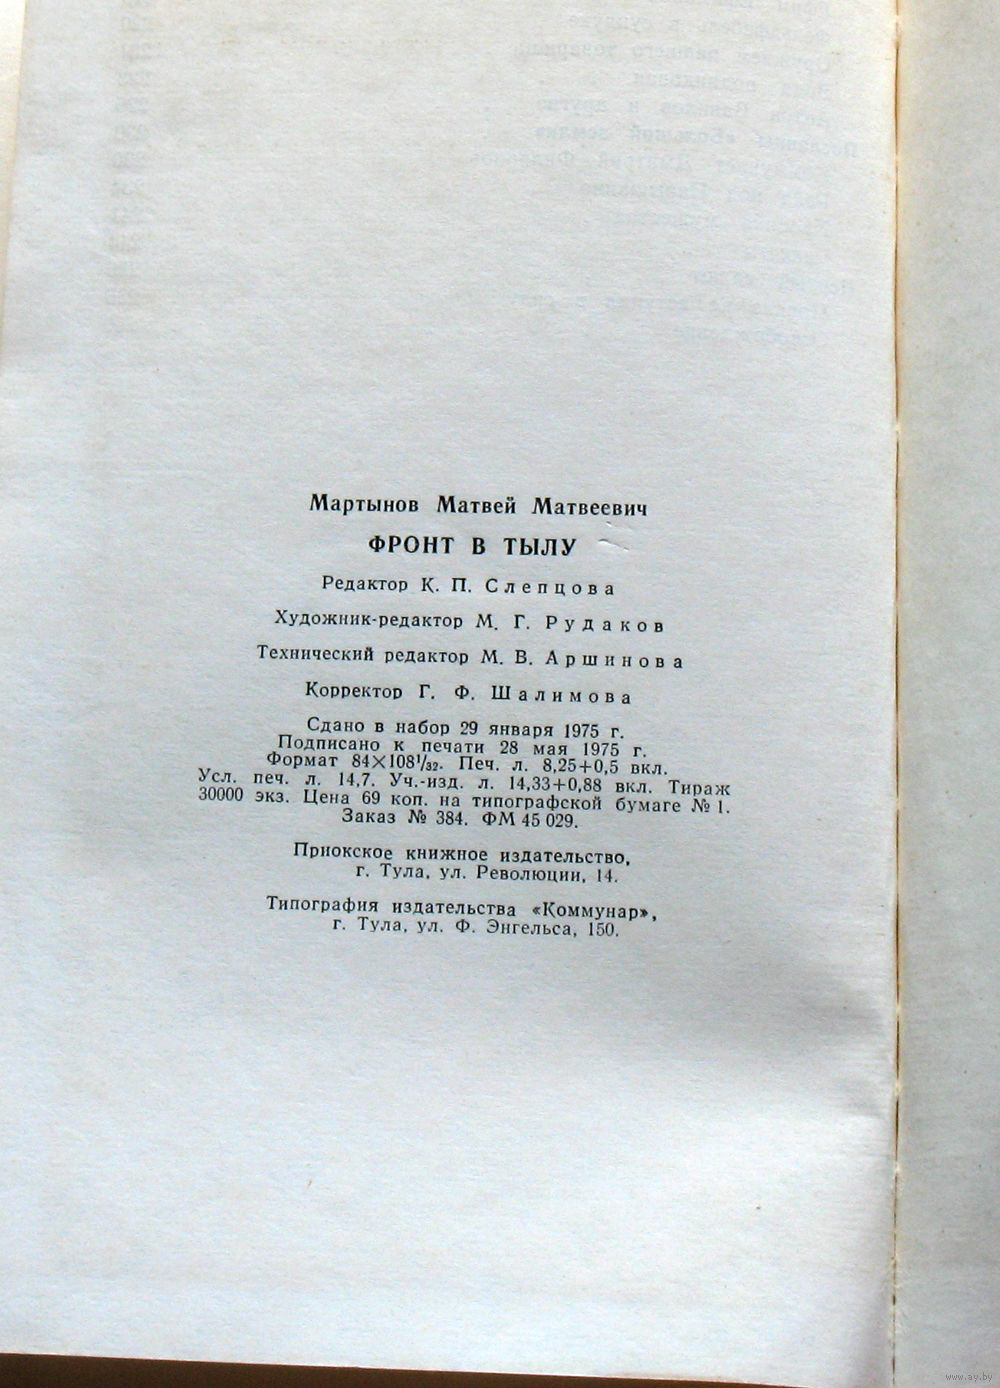 Мартынов Матвей Матвеевич
ФРОНТ В ТЫЛУ
Редактор К. П. Слепцова
Художник-редактор М. Г. Рудаков
Технический редактор М. В. Аршинова
Корректор Г. Ф. Шалимова
Сдано в набор 29 января 1975 г.
Подписано к печати 28 мая 1975 г.
Формат 84×108¹/₃₂. Печ. л. 8,25+0,5 вкл.
Усл. печ. л. 14,7. Уч.-изд. л. 14,33+0,88 вкл. Тираж
30000 экз. Цена 69 коп. на типографской бумаге № 1.
Заказ № 384. ФМ 45 029.
Приокское книжное издательство,
г. Тула, ул. Революции, 14.
Типография издательства «Коммунар»,
г. Тула, ул. Ф. Энгельса, 150.
www.ay.by